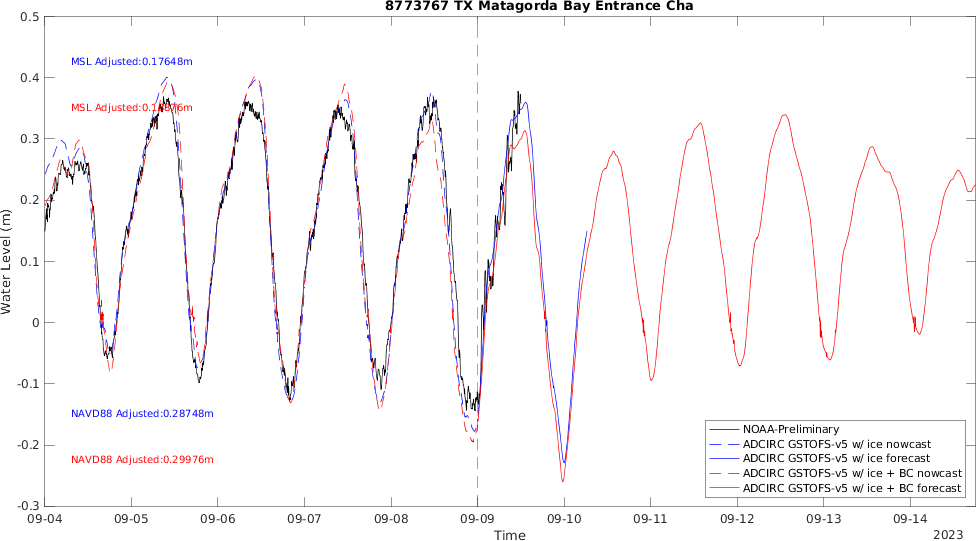 8773767 TX Matagorda Bay Entrance Cha
0.5
0.4
0.3
0.2
0.1
0
-0.1
-0.2
-0.3
Water Level (m)
MSL Adjusted:0.17648m
MSL Adjusted:
NAVD88 Adjusted:0.28748m
NAVD88 Adjusted:0.29976m
NOAA-Preliminary
ADCIRC GSTOFS-v5 w/ ice nowcast
ADCIRC GSTOFS-v5 w/ ice forecast
ADCIRC GSTOFS-v5 w/ ice + BC nowcast
ADCIRC GSTOFS-v5 w/ ice + BC forecast
09-04 09-05 09-06 09-07 09-08 09-09 09-10 09-11 09-12 09-13 09-14
Time
2023